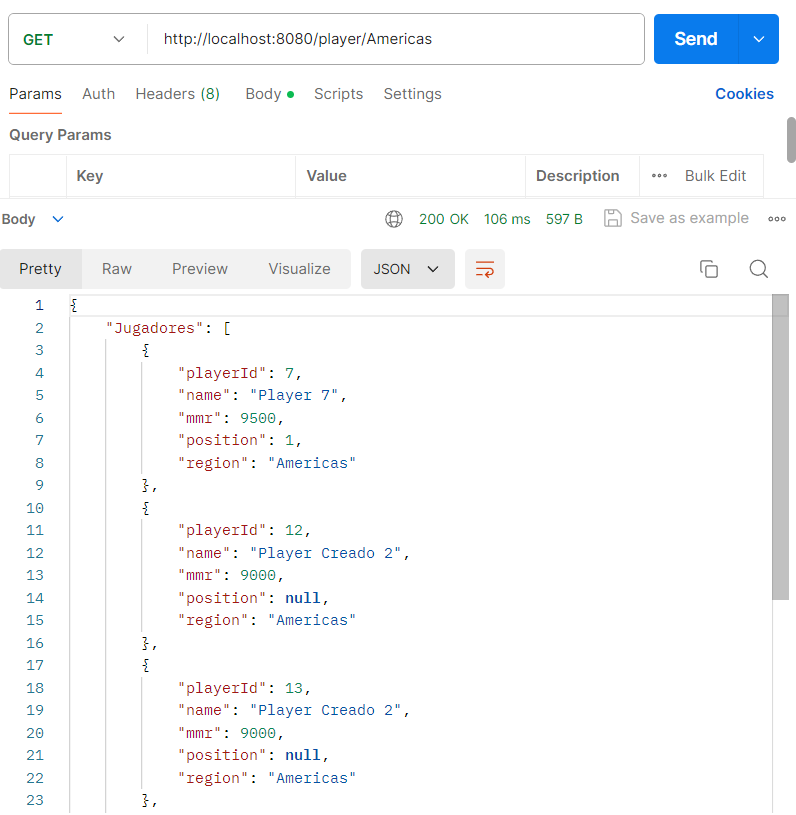 GET http://localhost:8080/player/Americas Send
Params Auth Headers (8) Body Scripts Settings Cookies
Query Params
Key Value Description Bulk Edit
Body 200 OK 106 ms 597 B Save as example
Pretty Raw Preview Visualize JSON
1 {
2 "Jugadores": [
3 {
4 "playerId": 7,
5 "name": "Player 7",
6 "mmr": 9500,
7 "position": 1,
8 "region": "Americas"
9 },
10 {
11 "playerId": 12,
12 "name": "Player Creado 2",
13 "mmr": 9000,
14 "position": null,
15 "region": "Americas"
16 },
17 {
18 "playerId": 13,
19 "name": "Player Creado 2",
20 "mmr": 9000,
21 "position": null,
22 "region": "Americas"
23 },